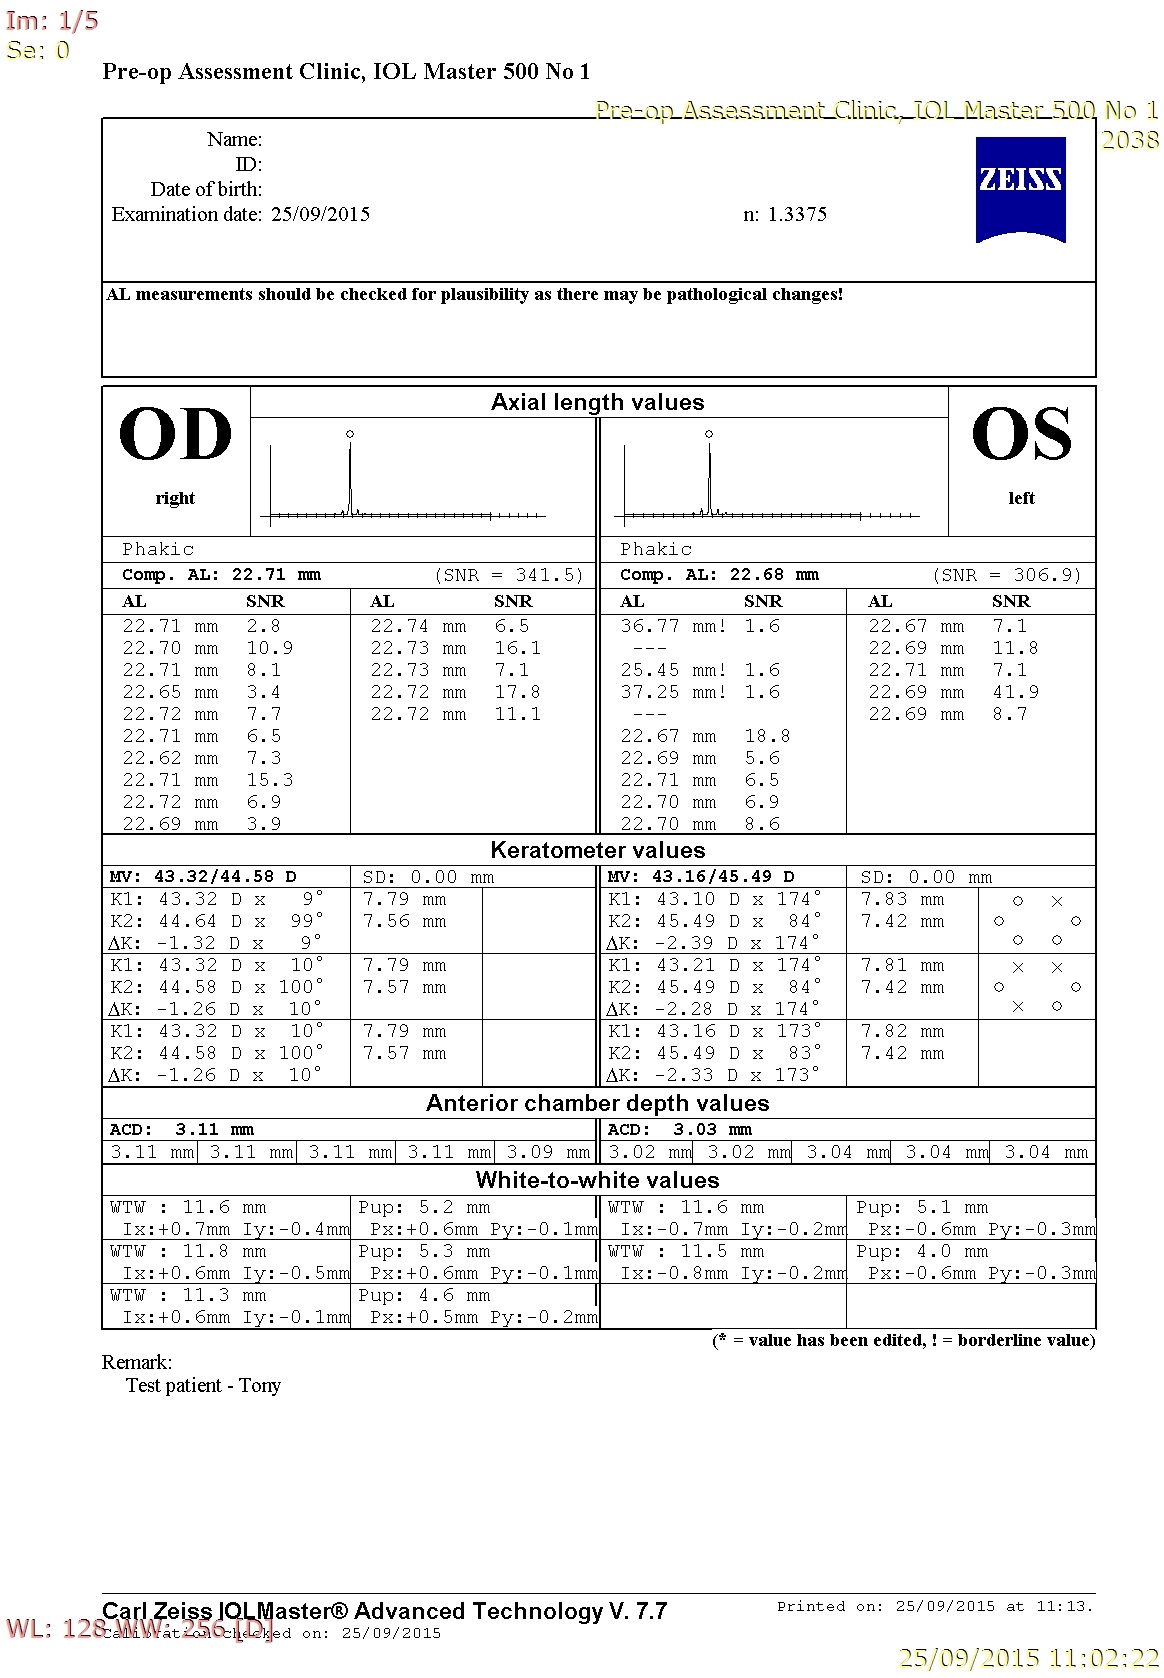 Im: 1/5
Se: 0
Pre-op Assessment Clinic, IOL Master 500 No 1
Pre-op Assessment Clinic, IOL Master 500 No 1
2038
Name:
ID:
Date of birth:
Examination date: 25/09/2015 n: 1.3375
ZEISS
AL measurements should be checked for plausibility as there may be pathological changes!
OD
right
Axial length values
OS
left
Phakic Phakic
Comp. AL: 22.71 mm (SNR = 341.5) Comp. AL: 22.68 mm (SNR = 306.9)
AL SNR AL SNR AL SNR AL SNR
22.71 mm 2.8 22.74 mm 6.5 36.77 mm! 1.6 22.67 mm 7.1
22.70 mm 10.9 22.73 mm 16.1 --- 22.69 mm 11.8
22.71 mm 8.1 22.73 mm 7.1 25.45 mm! 1.6 22.71 mm 7.1
22.65 mm 3.4 22.72 mm 17.8 37.25 mm! 1.6 22.69 mm 41.9
22.72 mm 7.7 22.72 mm 11.1 --- 22.69 mm 8.7
22.71 mm 6.5 22.67 mm 18.8
22.62 mm 7.3 22.69 mm 5.6
22.71 mm 15.3 22.71 mm 6.5
22.72 mm 6.9 22.70 mm 6.9
22.69 mm 3.9 22.70 mm 8.6
Keratometer values
MV: 43.32/44.58 D SD: 0.00 mm MV: 43.16/45.49 D SD: 0.00 mm
K1: 43.32 D x 9° 7.79 mm K1: 43.10 D x 174° 7.83 mm
K2: 44.64 D x 99° 7.56 mm K2: 45.49 D x 84° 7.42 mm
ΔK: -1.32 D x 9° ΔK: -2.39 D x 174°
K1: 43.32 D x 10° 7.79 mm K1: 43.21 D x 174° 7.81 mm
K2: 44.58 D x 100° 7.57 mm K2: 45.49 D x 84° 7.42 mm
ΔK: -1.26 D x 10° ΔK: -2.28 D x 174°
K1: 43.32 D x 10° 7.79 mm K1: 43.16 D x 173° 7.82 mm
K2: 44.58 D x 100° 7.57 mm K2: 45.49 D x 83° 7.42 mm
ΔK: -1.26 D x 10° ΔK: -2.33 D x 173°
Anterior chamber depth values
ACD: 3.11 mm ACD: 3.03 mm
3.11 mm 3.11 mm 3.11 mm 3.11 mm 3.09 mm 3.02 mm 3.02 mm 3.04 mm 3.04 mm 3.04 mm
White-to-white values
WTW : 11.6 mm Pup: 5.2 mm WTW : 11.6 mm Pup: 5.1 mm
Ix:+0.7mm Iy:-0.4mm Px:+0.6mm Py:-0.1mm Ix:-0.7mm Iy:-0.2mm Px:-0.6mm Py:-0.3mm
WTW : 11.8 mm Pup: 5.3 mm WTW : 11.5 mm Pup: 4.0 mm
Ix:+0.6mm Iy:-0.5mm Px:+0.6mm Py:-0.1mm Ix:-0.8mm Iy:-0.2mm Px:-0.6mm Py:-0.3mm
WTW : 11.3 mm Pup: 4.6 mm
Ix:+0.6mm Iy:-0.1mm Px:+0.5mm Py:-0.2mm
(* = value has been edited, ! = borderline value)
Remark:
Test patient - Tony
Carl Zeiss IOLMaster® Advanced Technology V. 7.7 Printed on: 25/09/2015 at 11:13.
WL: 128 WW: 256 [D]
Calibration checked on: 25/09/2015
25/09/2015 11:02:22